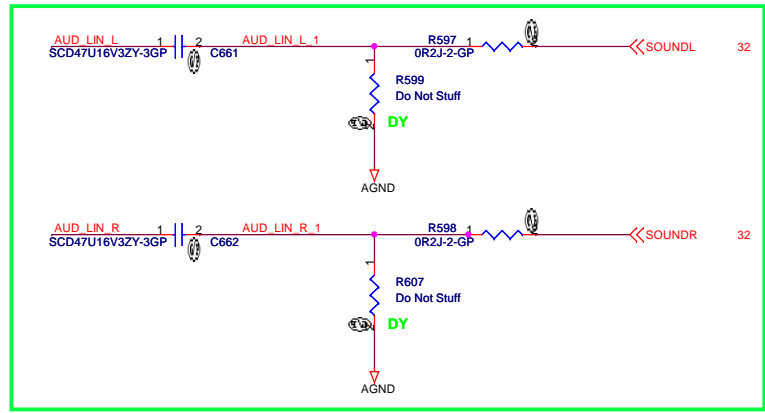 AUD_LIN_L 1 2 AUD_LIN_L_1 R597 1 SOUNDL 32
SCD47U16V3ZY-3GP C661 0R2J-2-GP
1
R599
Do Not Stuff
DY
AGND
AUD_LIN_R 1 2 AUD_LIN_R_1 R598 1 SOUNDR 32
SCD47U16V3ZY-3GP C662 0R2J-2-GP
1
R607
Do Not Stuff
DY
AGND